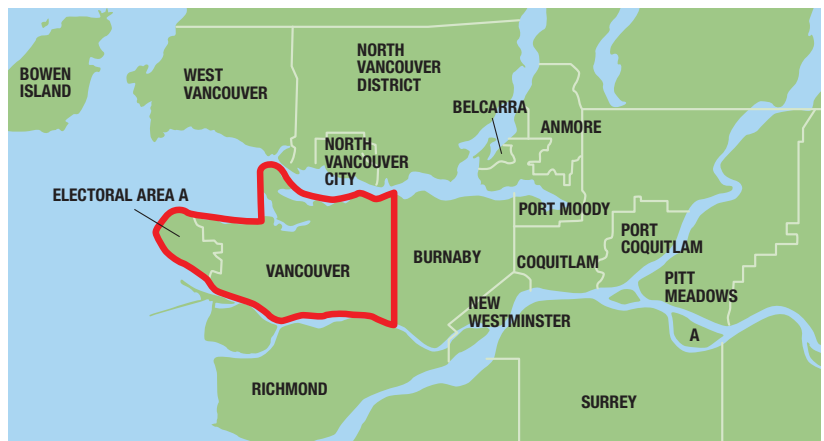 BOWEN
ISLAND
WEST
VANCOUVER
NORTH
VANCOUVER
DISTRICT
BELCARRA
ANMORE
NORTH
VANCOUVER
CITY
ELECTORAL AREA A
PORT MOODY
PORT
COQUITLAM
VANCOUVER
BURNABY
COQUITLAM
PITT
MEADOWS
NEW
WESTMINSTER
A
RICHMOND
SURREY